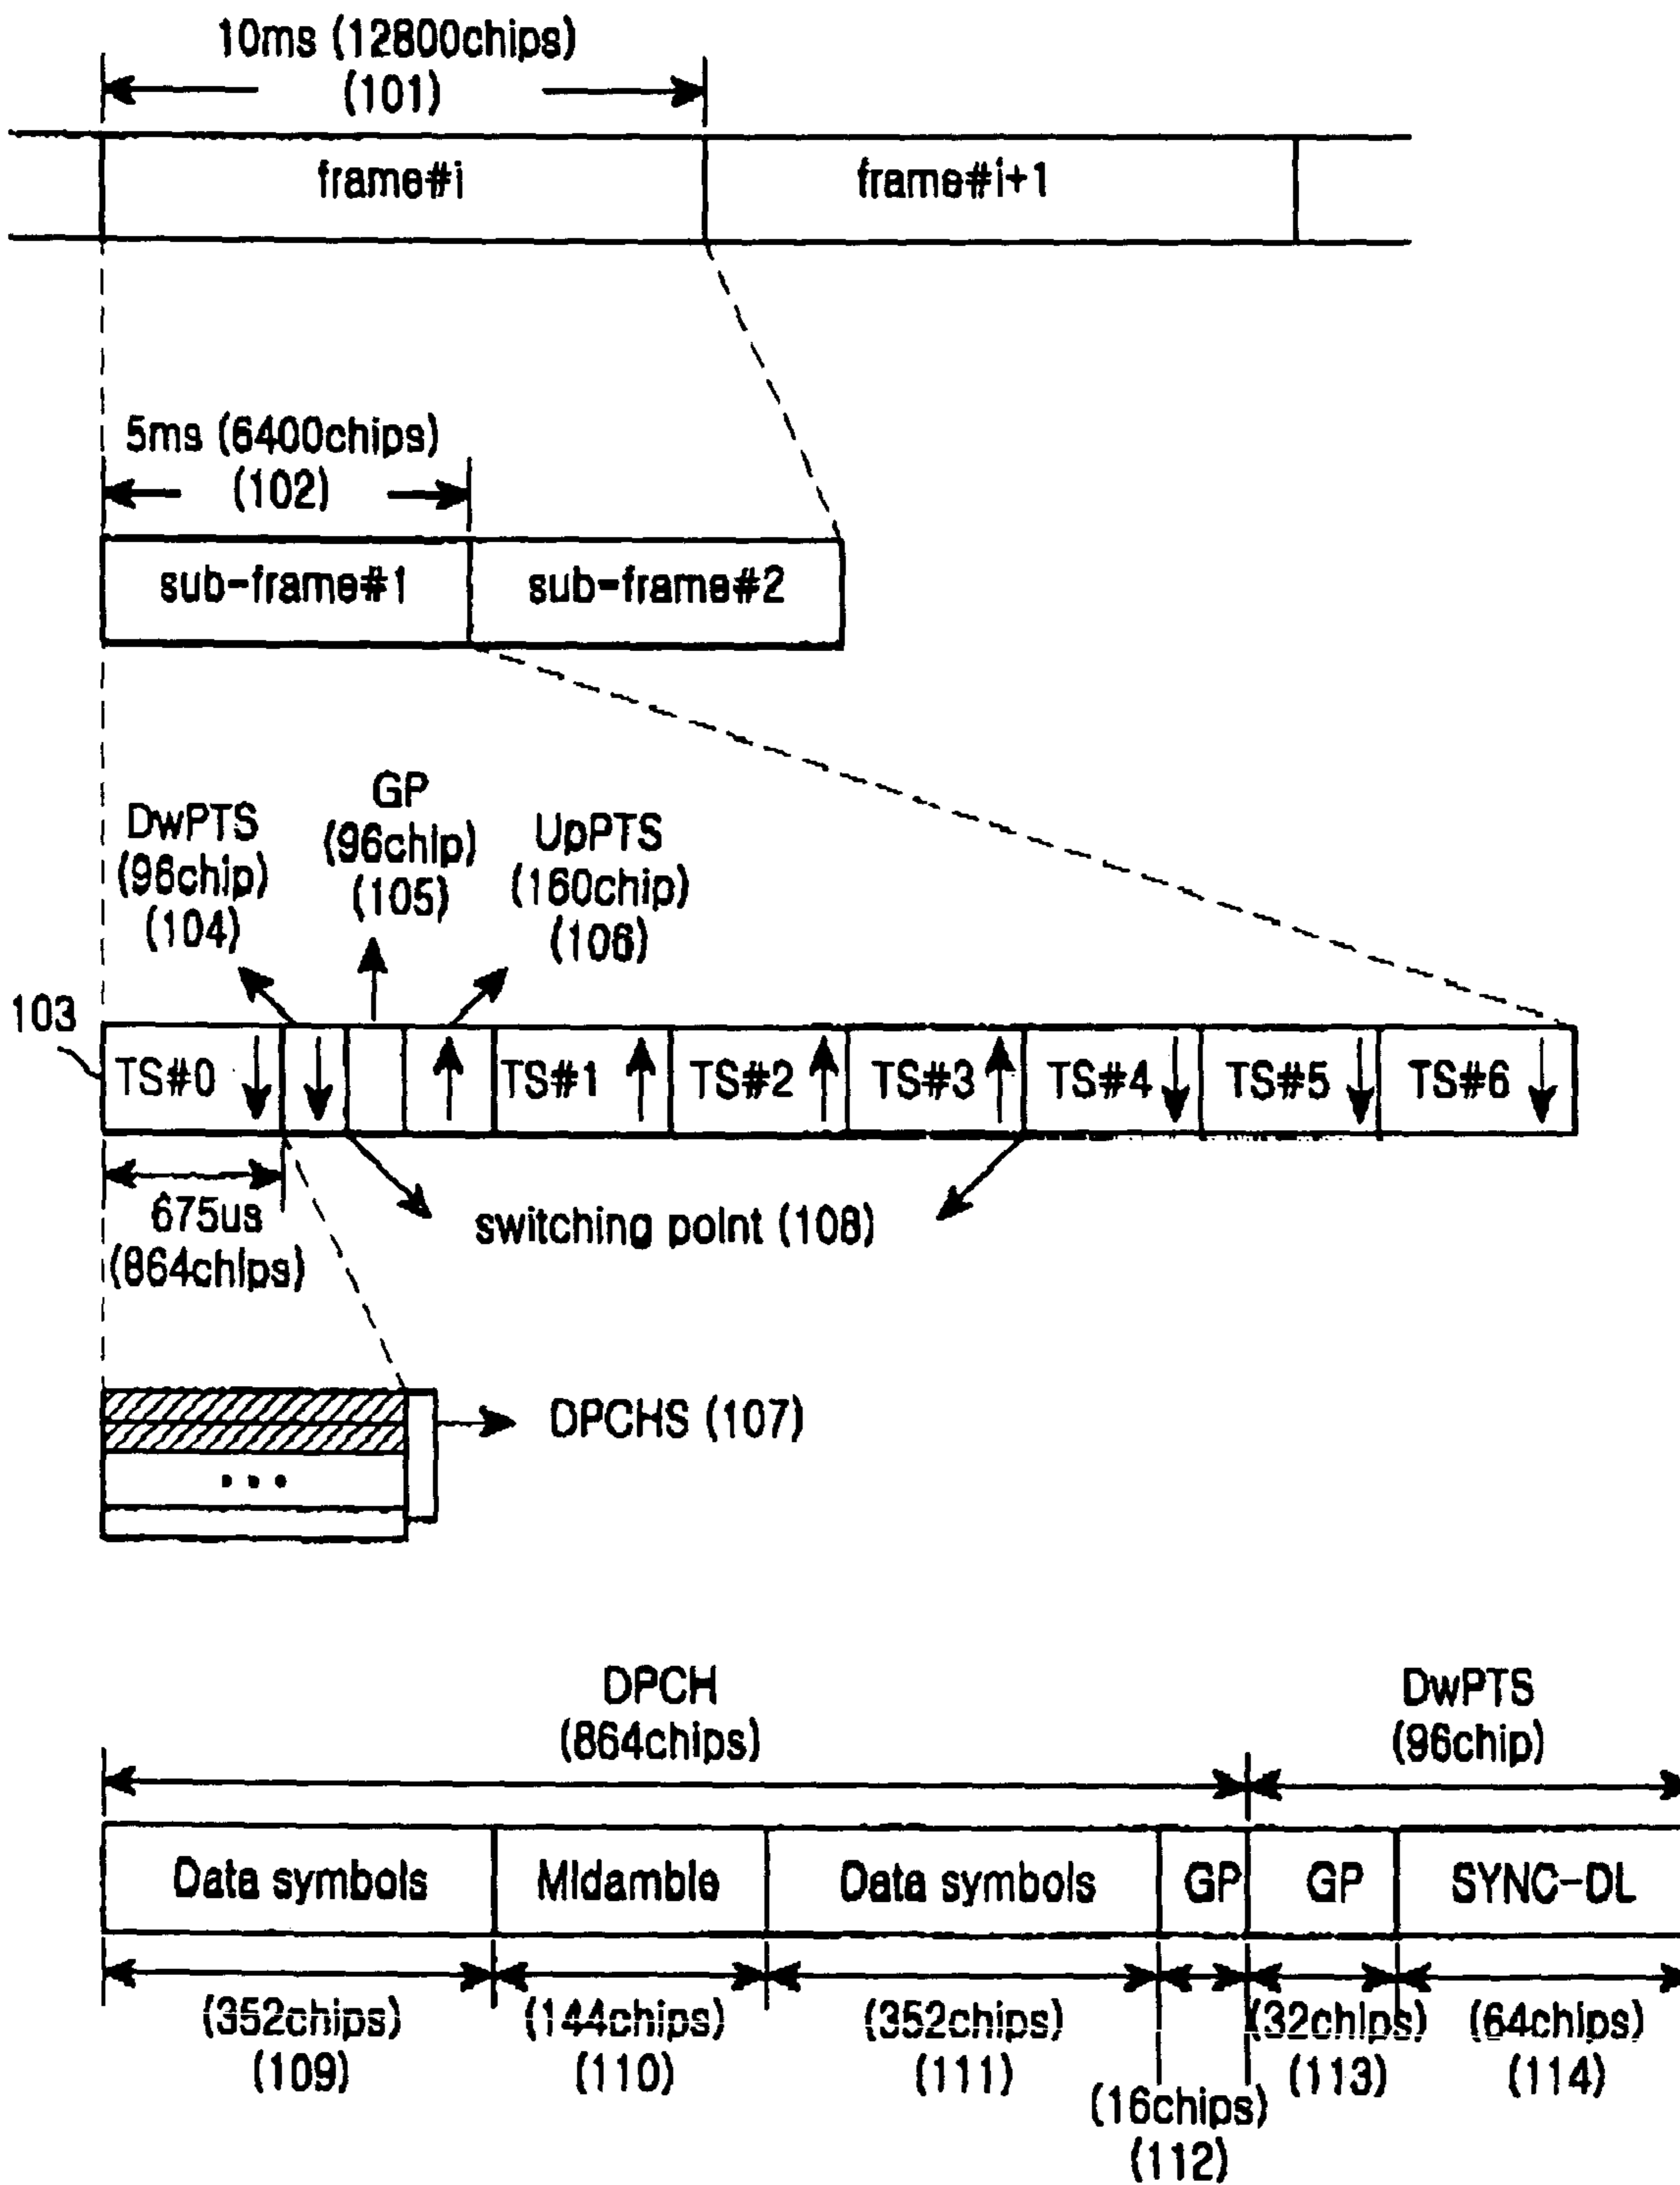 10ms (12800chips)
(101)
frame#i
frame#i+1
5ms (6400chips)
(102)
sub-frame#1
sub-frame#2
DwPTS
(96chip)
(104)
GP
(96chip)
(105)
UpPTS
(160chip)
(106)
103
TS#0
TS#1
TS#2
TS#3
TS#4
TS#5
TS#6
675us
(864chips)
switching point (108)
DPCHS (107)
DPCH
(864chips)
DwPTS
(96chip)
Data symbols
Midamble
Data symbols
GP
GP
SYNC-DL
(352chips)
(109)
(144chips)
(110)
(352chips)
(111)
(16chips)
(112)
(32chips)
(113)
(64chips)
(114)